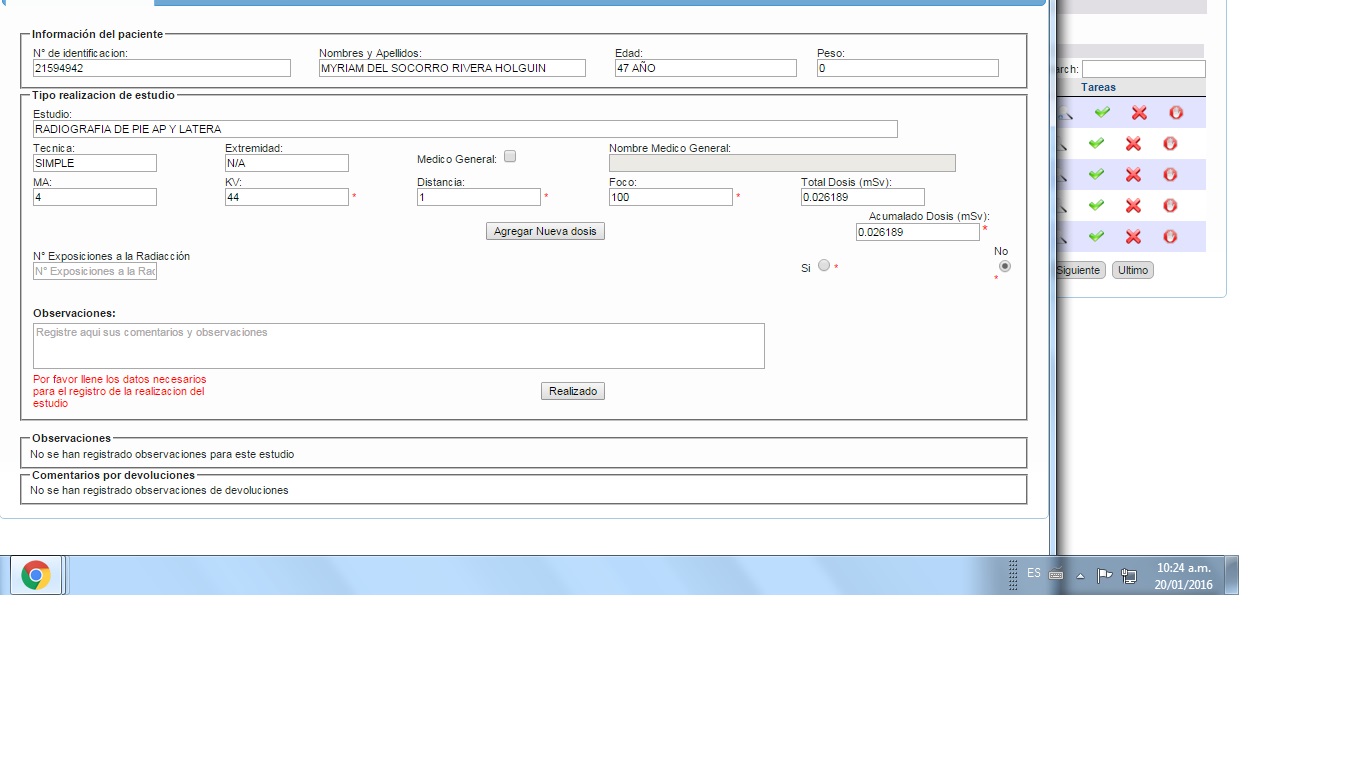 Información del paciente
N° de identificacion: Nombres y Apellidos: Edad: Peso:
21594942 MYRIAM DEL SOCORRO RIVERA HOLGUIN 47 AÑO 0
Tipo realizacion de estudio
Estudio:
RADIOGRAFIA DE PIE AP Y LATERA
Tecnica: Extremidad: Medico General: Nombre Medico General:
SIMPLE N/A
MA: KV: Distancia: Foco: Total Dosis (mSv):
4 44 * 1 * 100 * 0.026189
Acumalado Dosis (mSv):
Agregar Nueva dosis 0.026189 *
N° Exposiciones a la Radiacción No
N° Exposiciones a la Rac Si * *
Observaciones:
Registre aqui sus comentarios y observaciones
Por favor llene los datos necesarios
para el registro de la realizacion del
estudio
Realizado
Observaciones
No se han registrado observaciones para este estudio
Comentarios por devoluciones
No se han registrado observaciones de devoluciones
arch:
Tareas
Siguiente Ultimo
ES 10:24 a.m.
20/01/2016